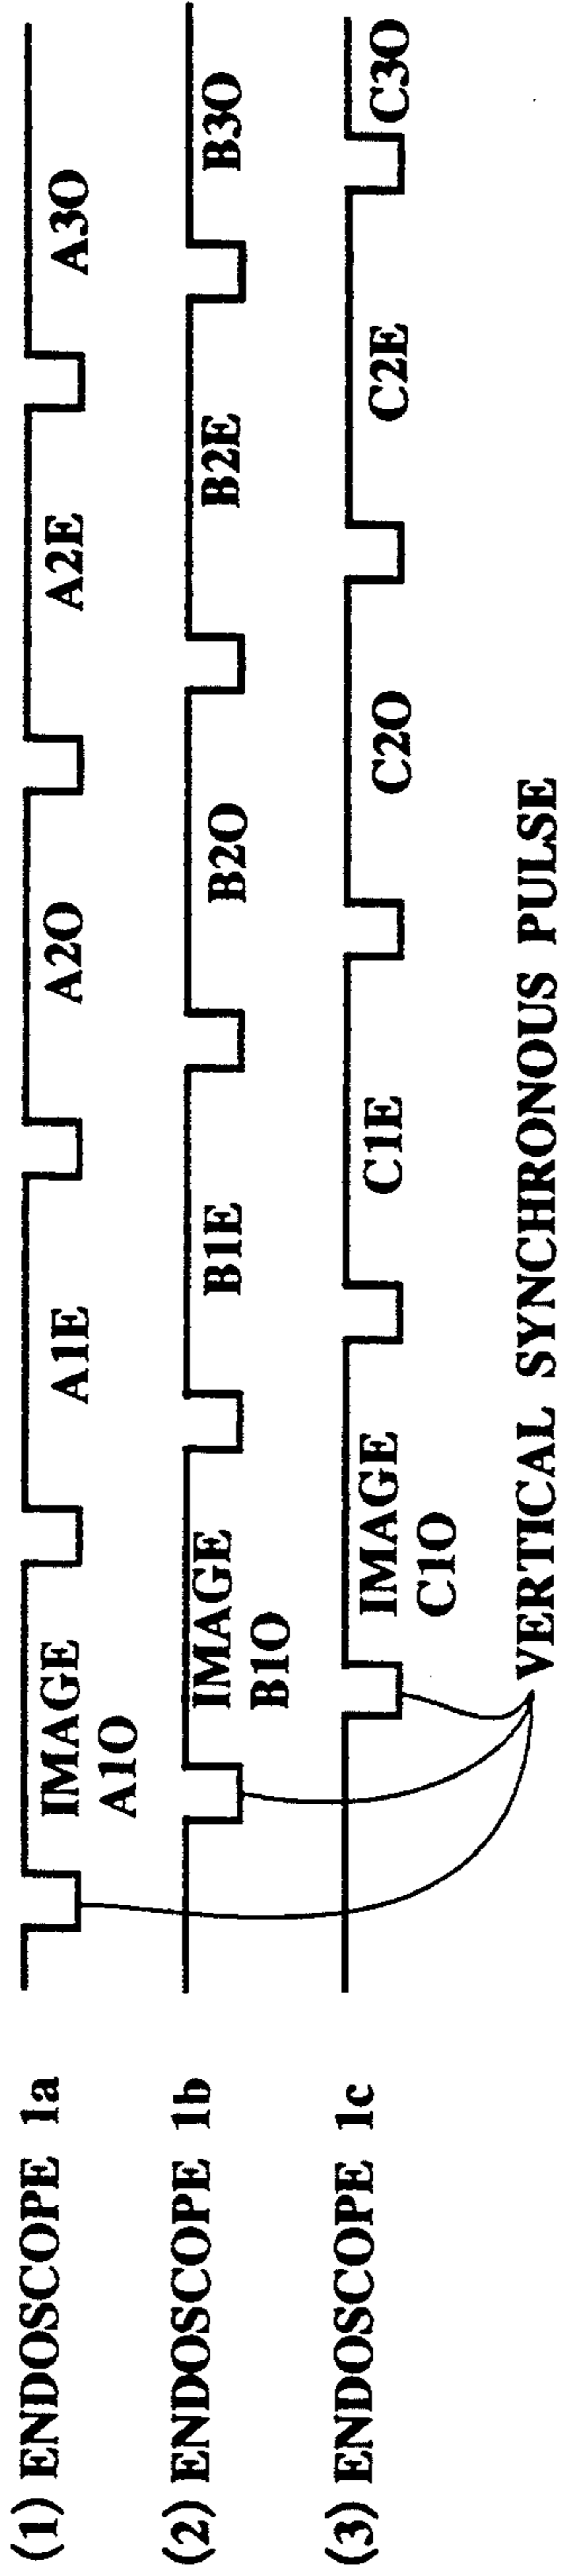 (1) ENDOSCOPE 1a
IMAGE
A1O
A1E
A2O
A2E
A3O
(2) ENDOSCOPE 1b
IMAGE
B1O
B1E
B2O
B2E
B3O
(3) ENDOSCOPE 1c
IMAGE
C1O
C1E
C2O
C2E
C3O
VERTICAL SYNCHRONOUS PULSE